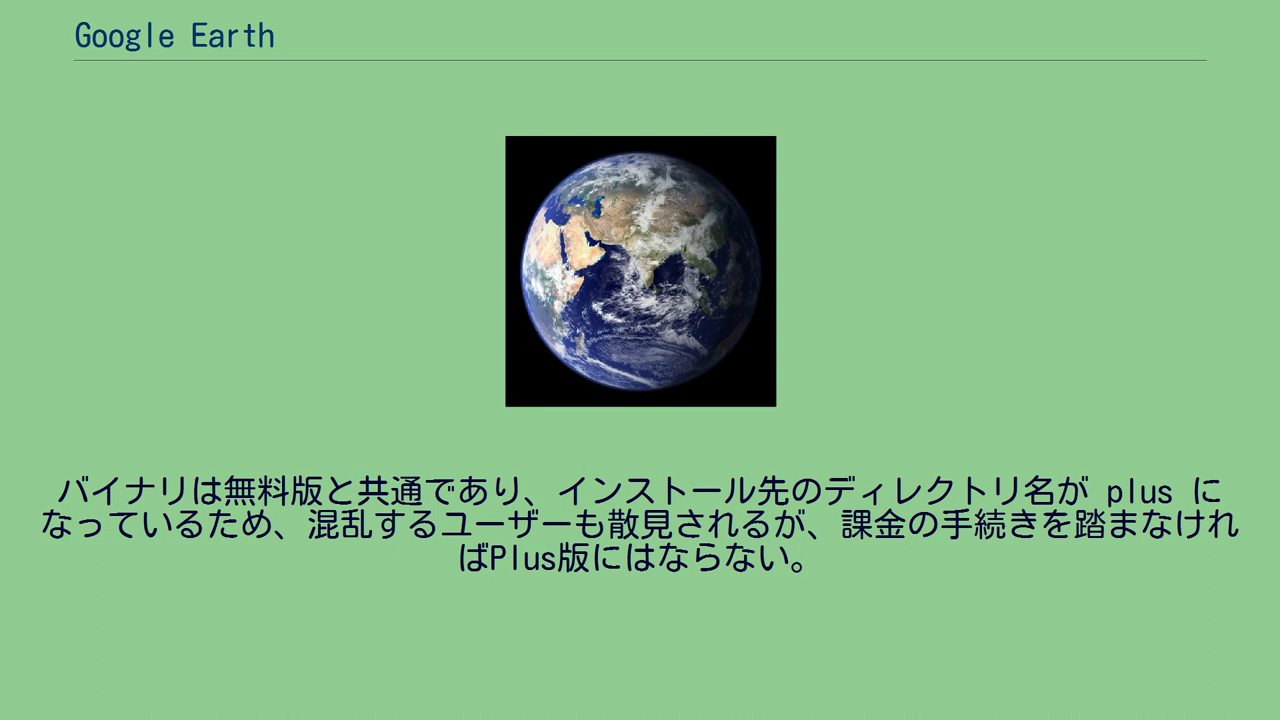 Google Earth
バイナリは無料版と共通であり、インストール先のディレクトリ名が plus に
なっているため、混乱するユーザーも散見されるが、課金の手続きを踏まなけれ
ばPlus版にはならない。